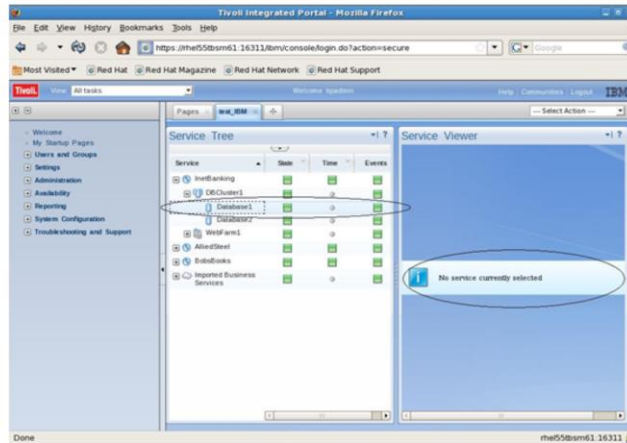 Tivoli Integrated Portal - Mozilla Firefox
File Edit View History Bookmarks Tools Help
https://rhel55tbsm61:16311/ibm/console/login.do?action=secure
Google
Most Visited Red Hat Red Hat Magazine Red Hat Network Red Hat Support
Tivoli. View: All tasks Welcome tipadmin Help Communities Logout IBM
Pages test_IBM --- Select Action ---
Welcome
My Startup Pages
Users and Groups
Settings
Administration
Availability
Reporting
System Configuration
Troubleshooting and Support
Service Tree
Service State Time Events
InetBanking
DBCluster1
Database1
Database2
WebFarm1
AlliedSteel
BobsBooks
Imported Business
Services
Service Viewer
No service currently selected
Done rhel55tbsm61:16311